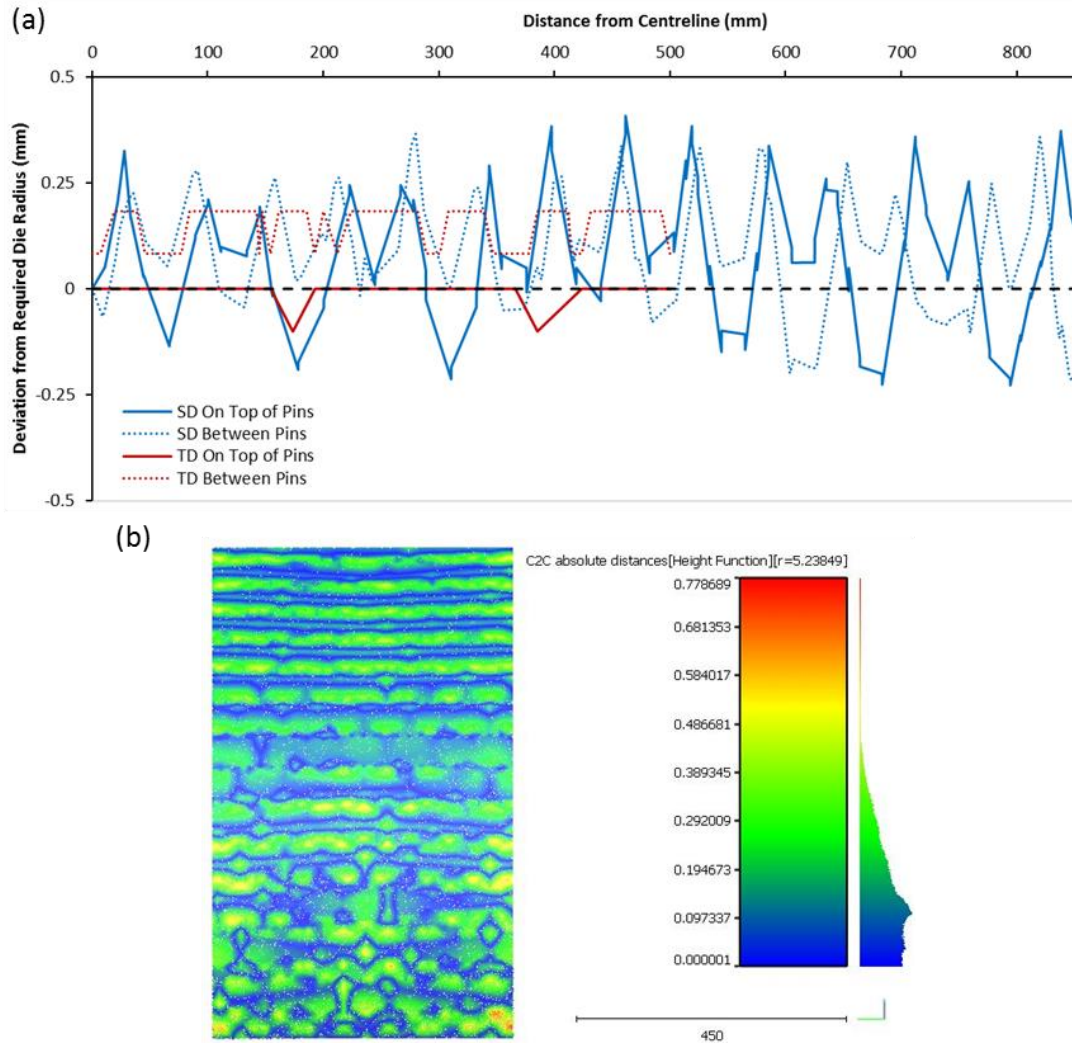 (a)
Distance from Centreline (mm)
0 100 200 300 400 500 600 700 800
Deviation from Required Die Radius (mm)
0.5
0.25
0
-0.25
-0.5
SD On Top of Pins
SD Between Pins
TD On Top of Pins
TD Between Pins
(b)
C2C absolute distances[Height Function][r=5.23849]
0.778689
0.681353
0.584017
0.486681
0.389345
0.292009
0.194673
0.097337
0.000001
450